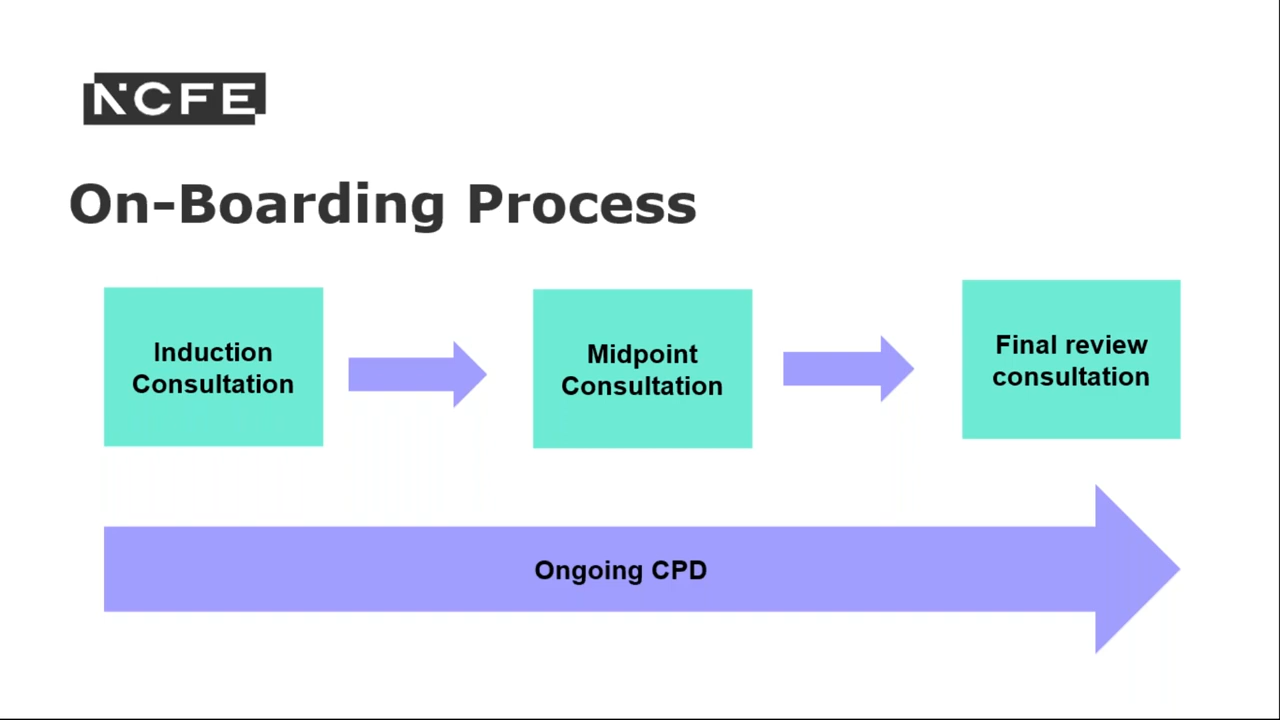 NCFE
On-Boarding Process
Induction
Consultation
Midpoint
Consultation
Final review
consultation
Ongoing CPD